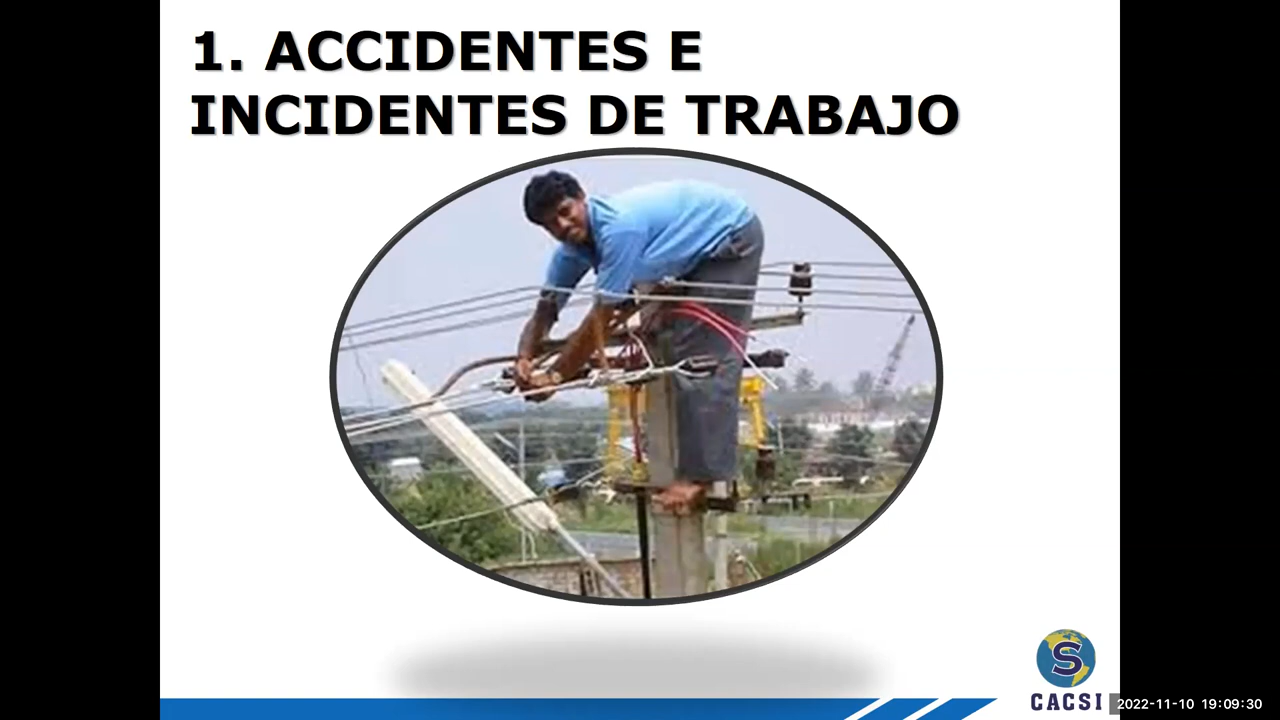 1. ACCIDENTES E
INCIDENTES DE TRABAJO
S
CACSI
2022-11-10 19:09:30